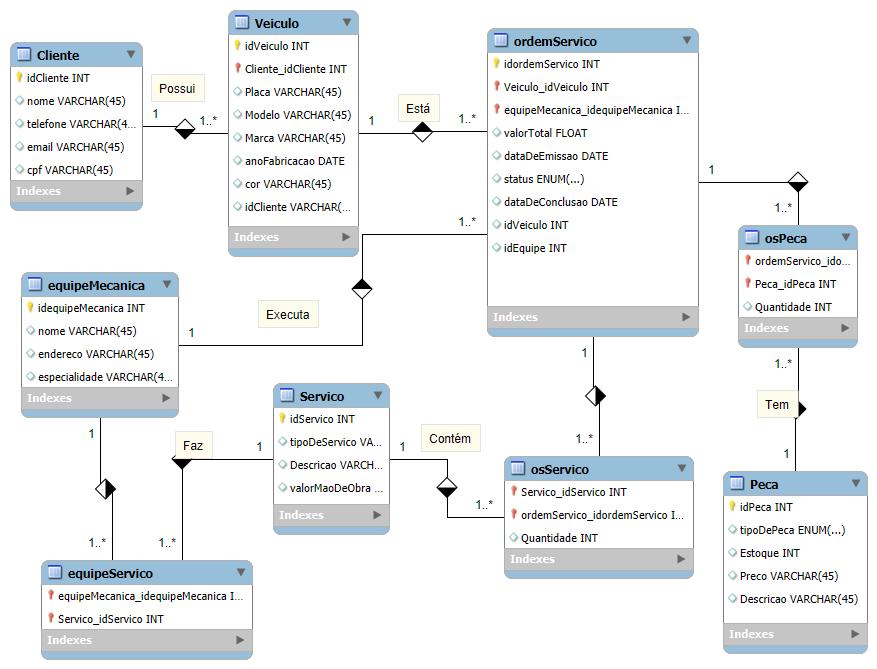 Cliente
idCliente INT
nome VARCHAR(45)
telefone VARCHAR(4...
email VARCHAR(45)
cpf VARCHAR(45)
Indexes
Possui
1
1..*
Veiculo
idVeiculo INT
Cliente_idCliente INT
Placa VARCHAR(45)
Modelo VARCHAR(45)
Marca VARCHAR(45)
anoFabricacao DATE
cor VARCHAR(45)
idCliente VARCHAR(...
Indexes
Está
1
1..*
ordemServico
idordemServico INT
Veiculo_idVeiculo INT
equipeMecanica_idequipeMecanica I...
valorTotal FLOAT
dataDeEmissao DATE
status ENUM(...)
dataDeConclusao DATE
idVeiculo INT
idEquipe INT
Indexes
1
1..*
osPeca
ordemServico_ido...
Peca_idPeca INT
Quantidade INT
Indexes
1..*
Executa
1
equipeMecanica
idequipeMecanica INT
nome VARCHAR(45)
endereco VARCHAR(45)
especialidade VARCHAR(4...
Indexes
1
1..*
Servico
idServico INT
tipoDeServico VA...
Descricao VARCH...
valorMaoDeObra ...
Indexes
Faz
1
1..*
Contém
1
1..*
1
1..*
osServico
Servico_idServico INT
ordemServico_idordemServico I...
Quantidade INT
Indexes
1..*
Tem
1
Peca
idPeca INT
tipoDePeca ENUM(...)
Estoque INT
Preco VARCHAR(45)
Descricao VARCHAR(45)
Indexes
equipeServico
equipeMecanica_idequipeMecanica I...
Servico_idServico INT
Indexes